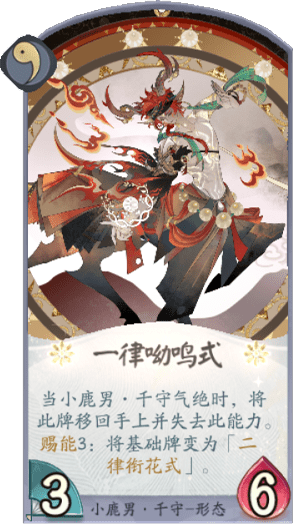 一律呦鸣式
当小鹿男·千守气绝时，将
此牌移回手上并失去此能力。
赐能3：将基础牌变为「二
律衔花式」。
3
小鹿男·千守-形态
6